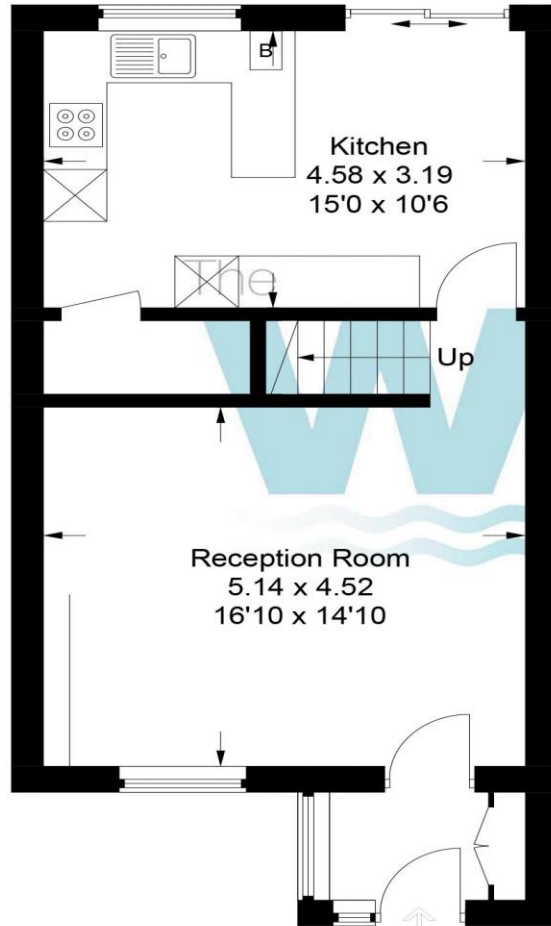 B
Kitchen
4.58 x 3.19
15'0 x 10'6
The
Up
W
Reception Room
5.14 x 4.52
16'10 x 14'10